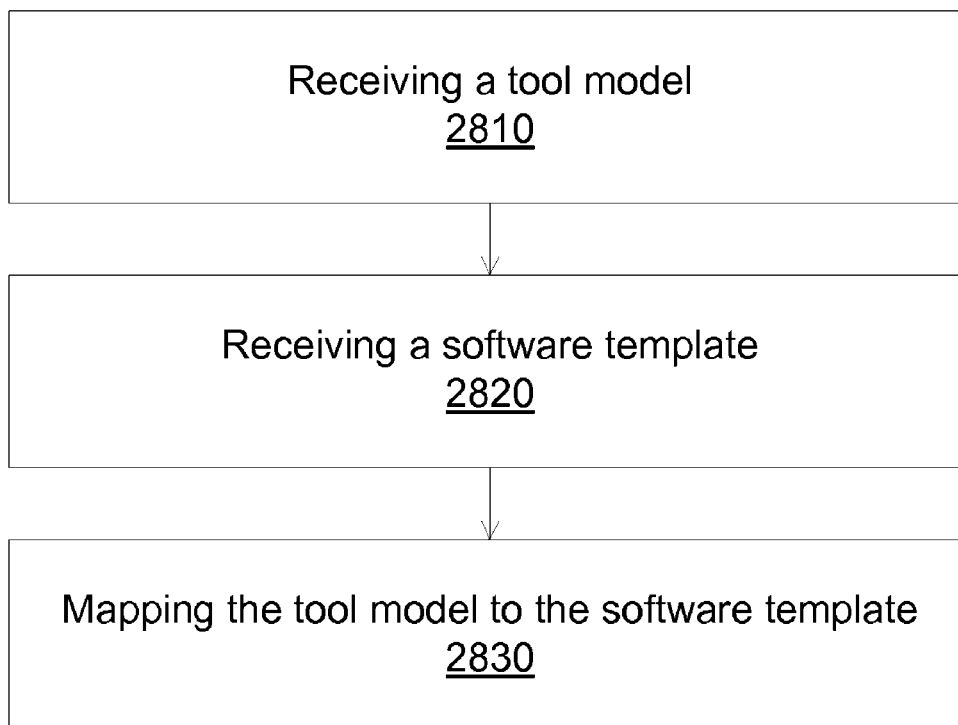 Receiving a tool model
2810
Receiving a software template
2820
Mapping the tool model to the software template
2830